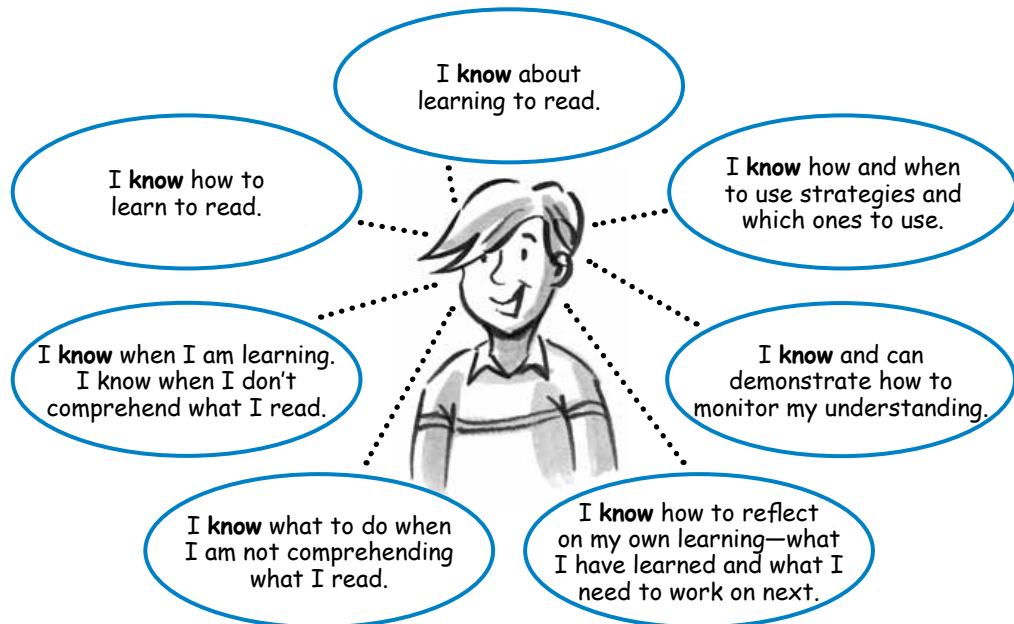 I know about
learning to read.
I know how to
learn to read.
I know how and when
to use strategies and
which ones to use.
I know when I am learning.
I know when I don't
comprehend what I read.
I know and can
demonstrate how to
monitor my understanding.
I know what to do when
I am not comprehending
what I read.
I know how to reflect
on my own learning—what
I have learned and what I
need to work on next.